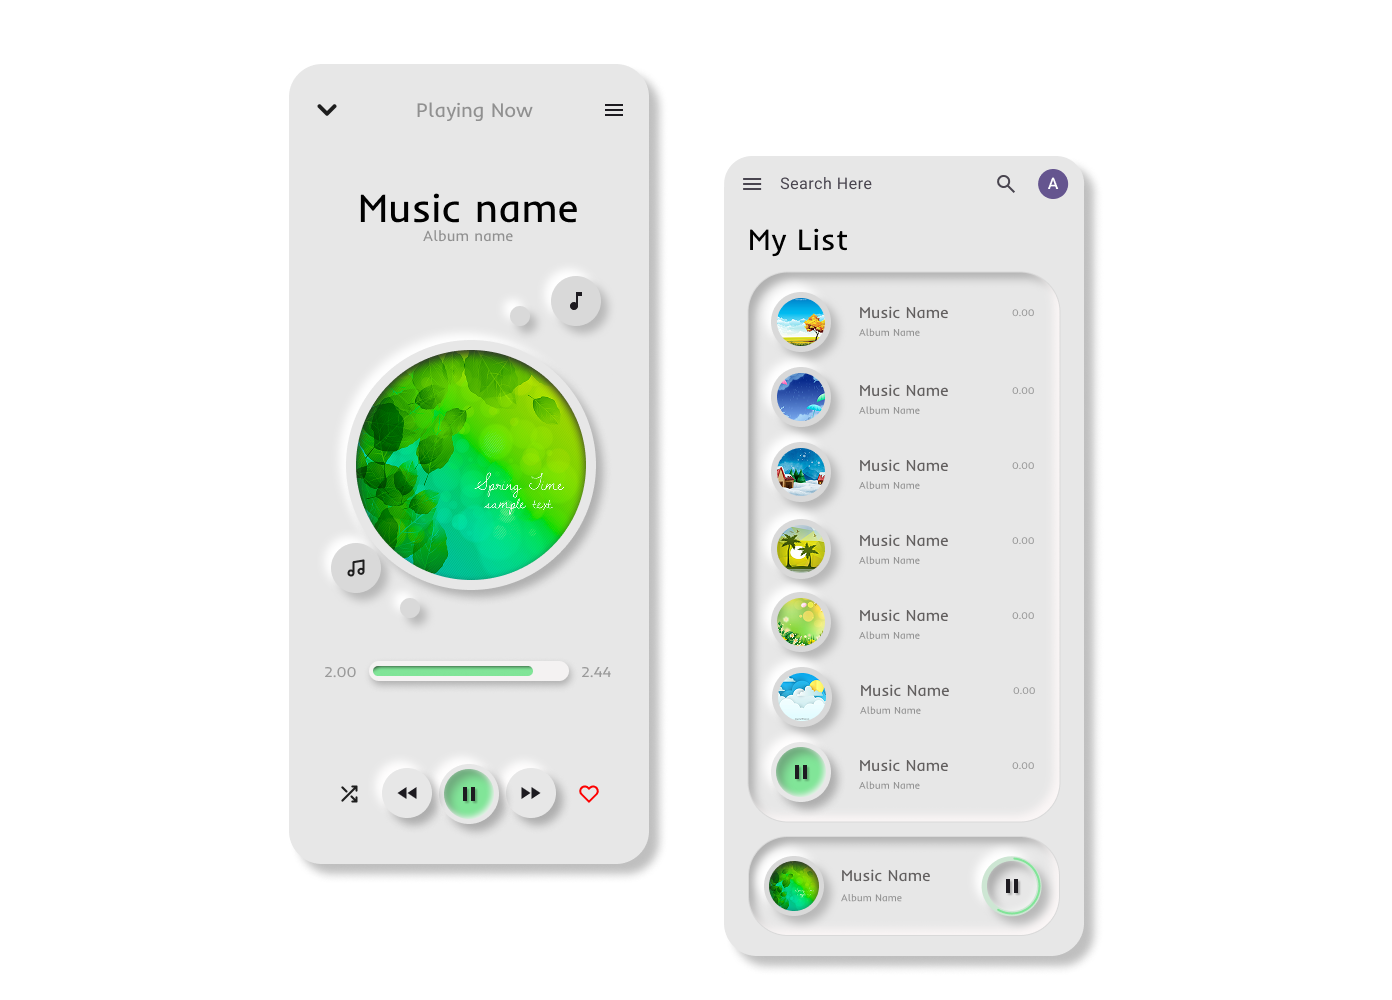 Playing Now
Music name
Album name
Spring Time
sample text
2.00
2.44
Search Here
A
My List
Music Name
0.00
Album Name
Music Name
0.00
Album Name
Music Name
0.00
Album Name
Music Name
0.00
Album Name
Music Name
0.00
Album Name
Music Name
0.00
Album Name
Music Name
0.00
Album Name
Music Name
Album Name